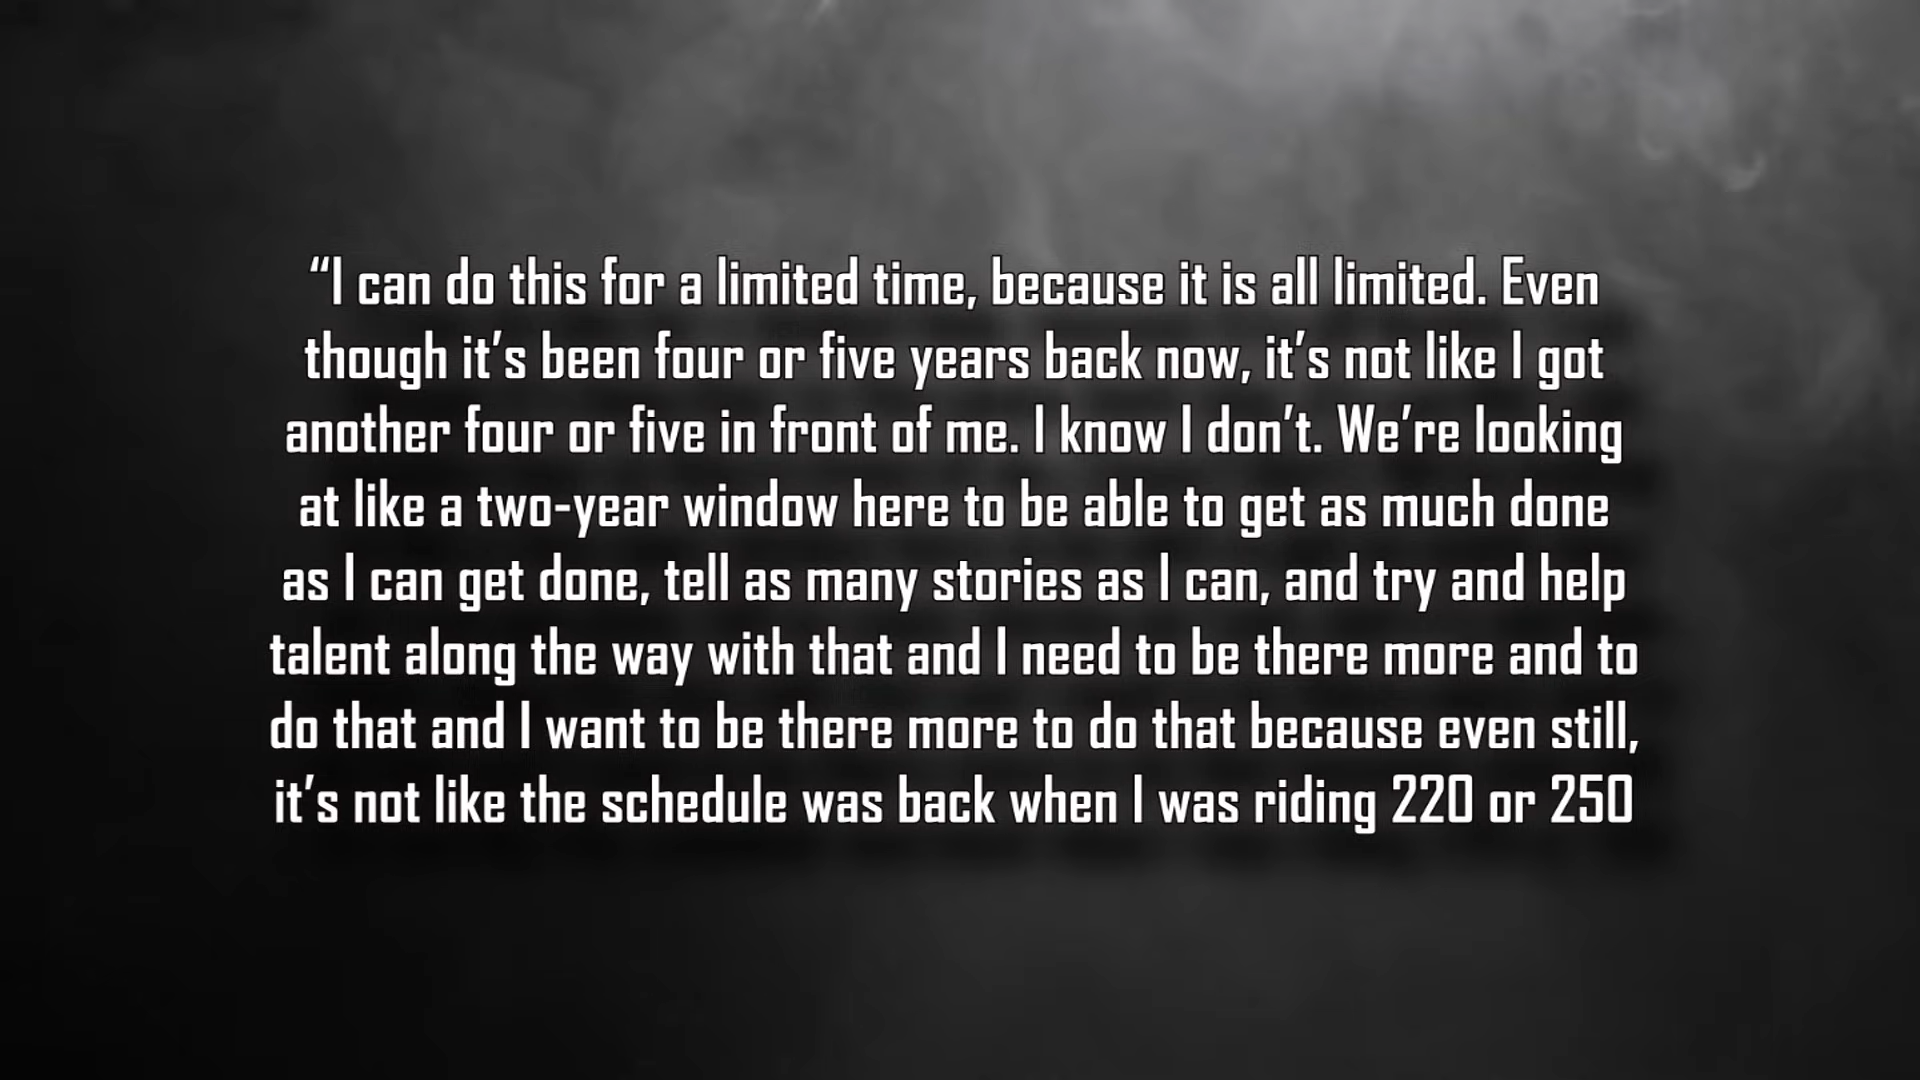 “I can do this for a limited time, because it is all limited. Even
though it’s been four or five years back now, it’s not like I got
another four or five in front of me. I know I don’t. We’re looking
at like a two-year window here to be able to get as much done
as I can get done, tell as many stories as I can, and try and help
talent along the way with that and I need to be there more and to
do that and I want to be there more to do that because even still,
it’s not like the schedule was back when I was riding 220 or 250